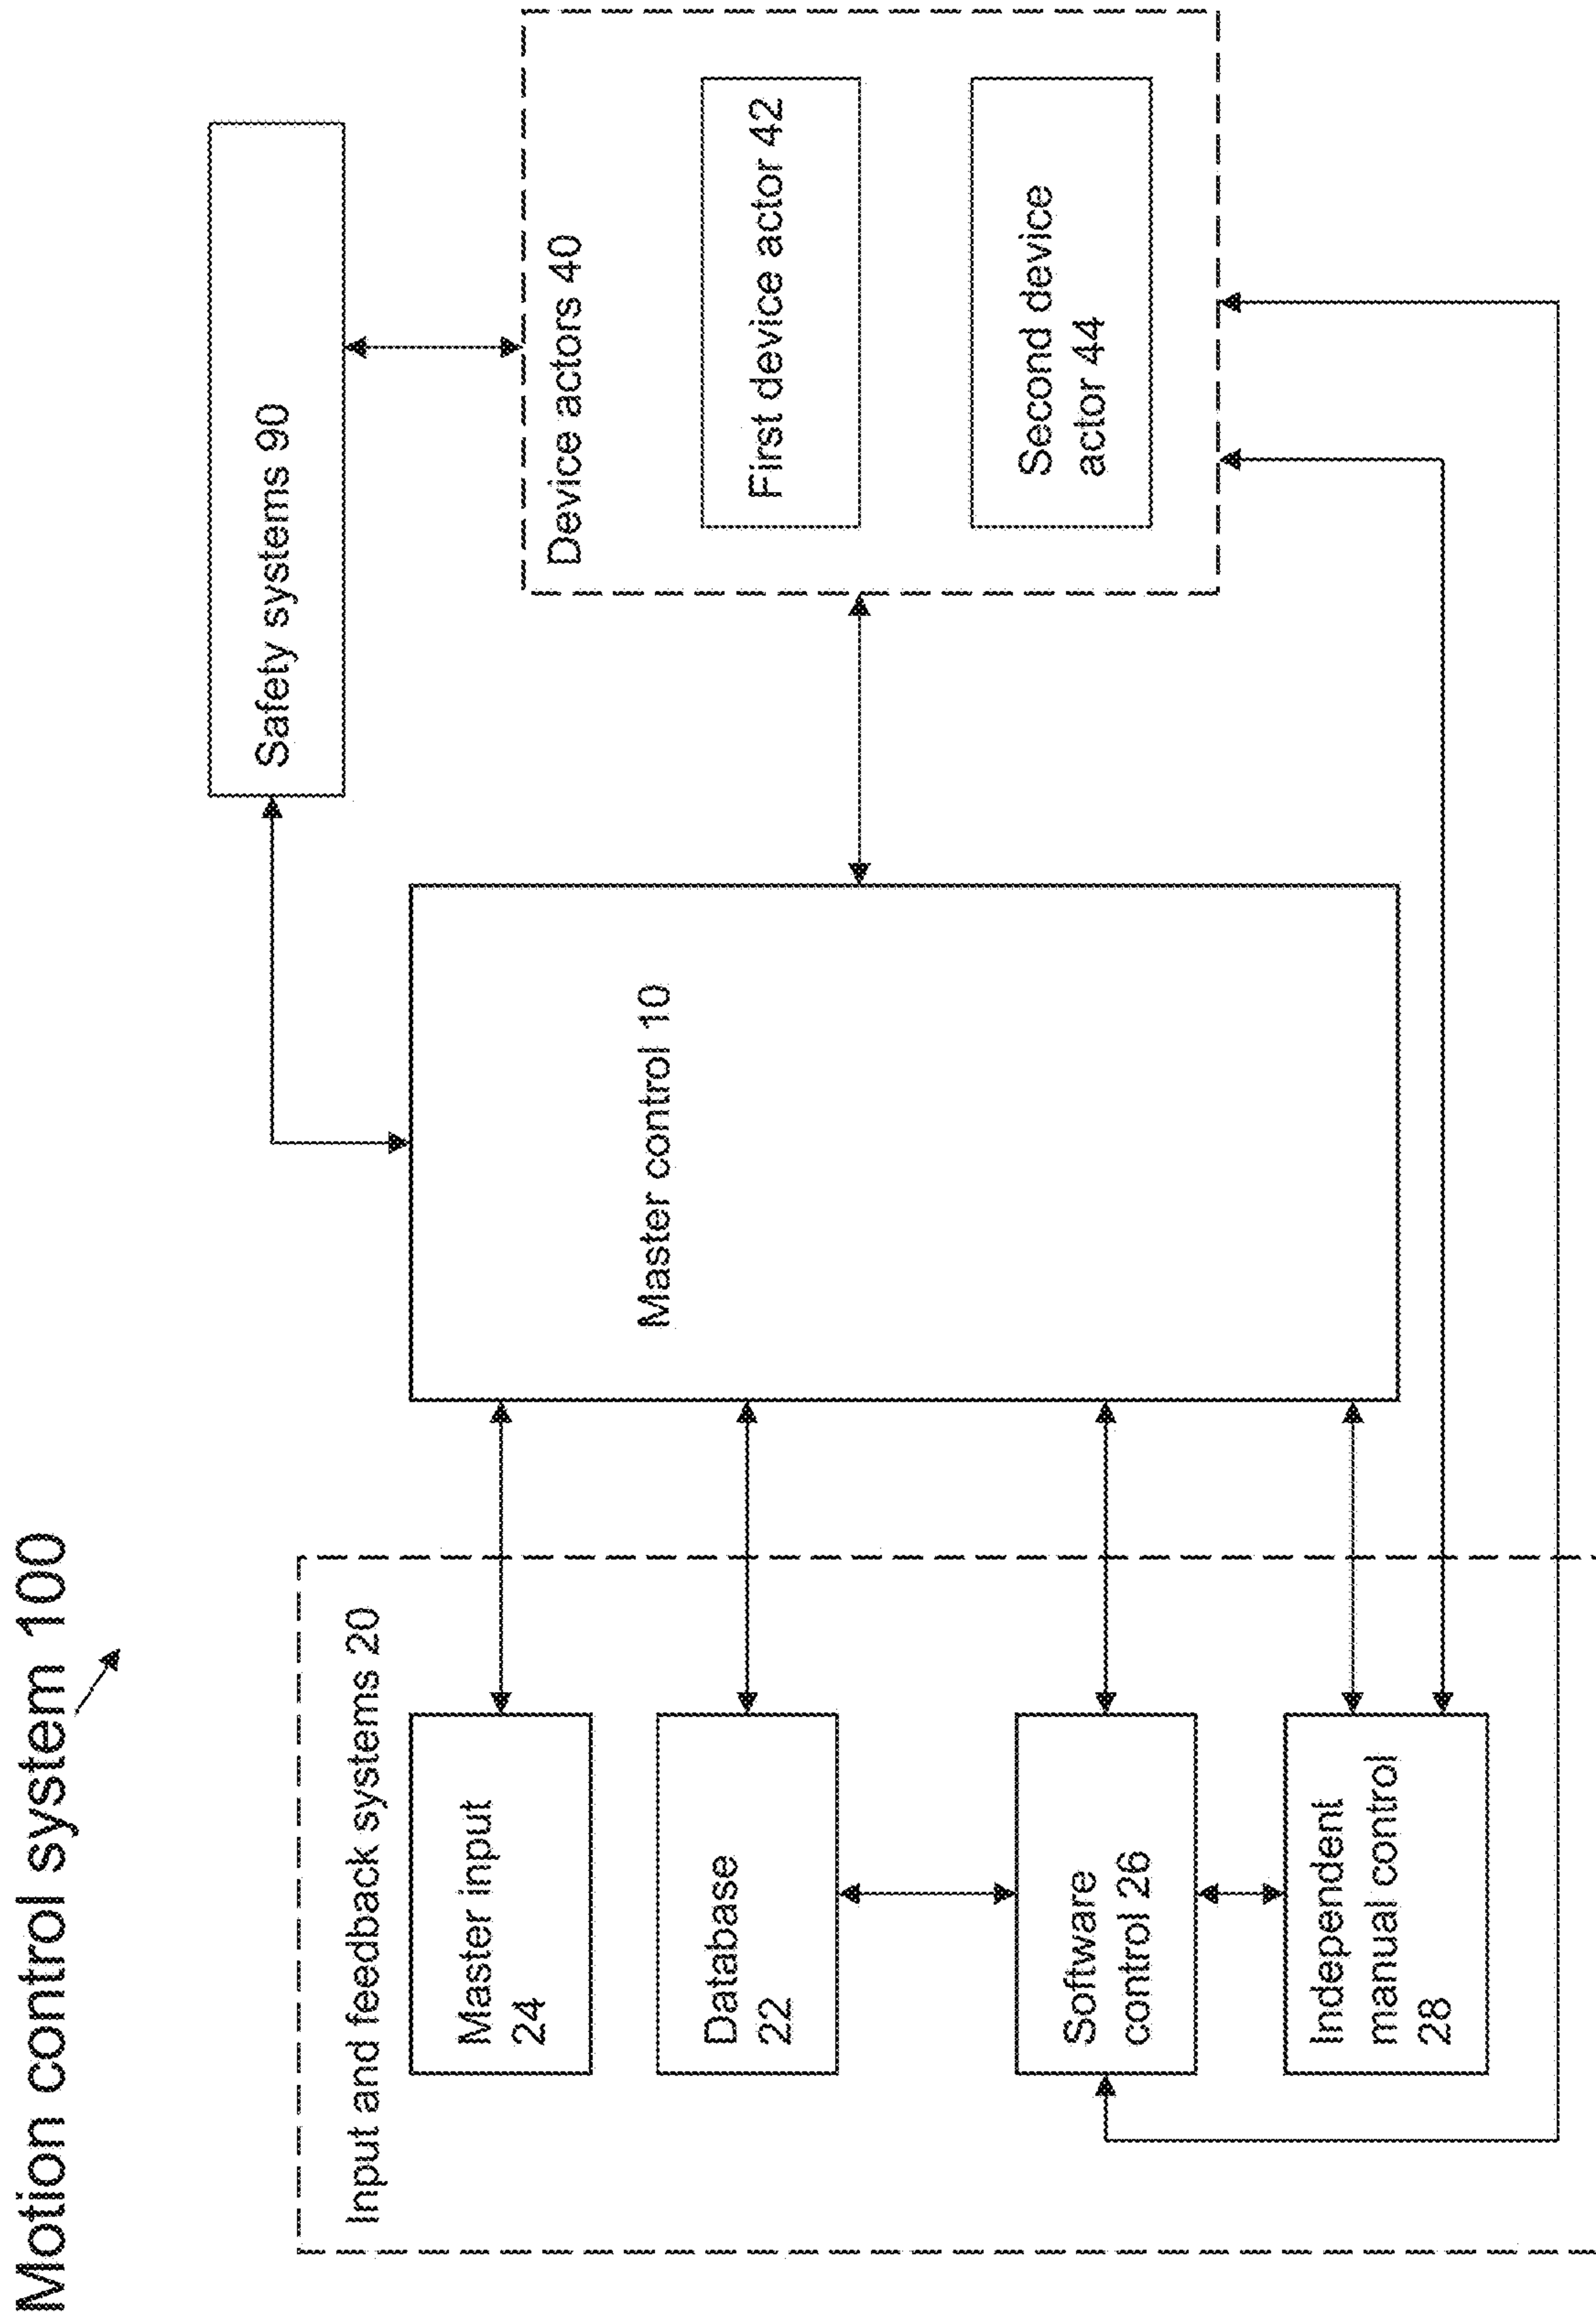 Motion control system 100
Input and feedback systems 20
Master input
24
Database
22
Software
control 26
Independent
manual control
28
Master control 10
Safety systems 90
Device actors 40
First device actor 42
Second device
actor 44